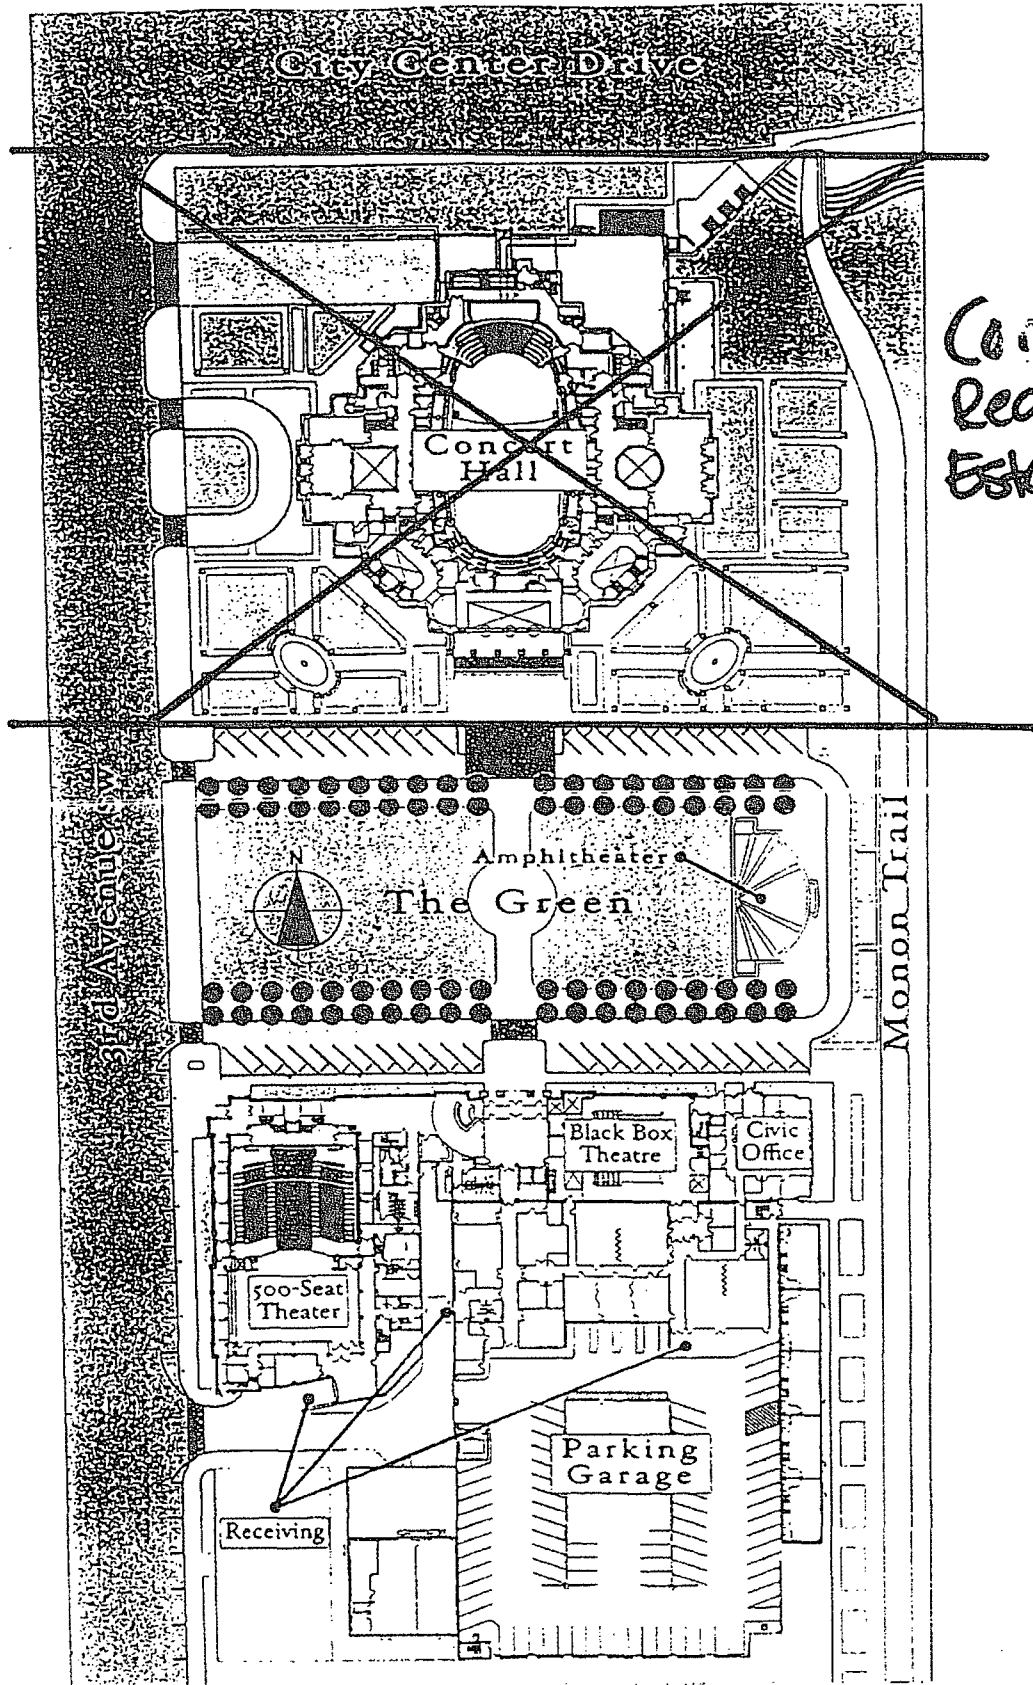 City Center Drive
Concert
Hall
N
Amphitheater
The Green
3rd Avenue SW
Monon Trail
Black Box
Theatre
Civic
Office
500-Seat
Theater
Parking
Garage
Receiving